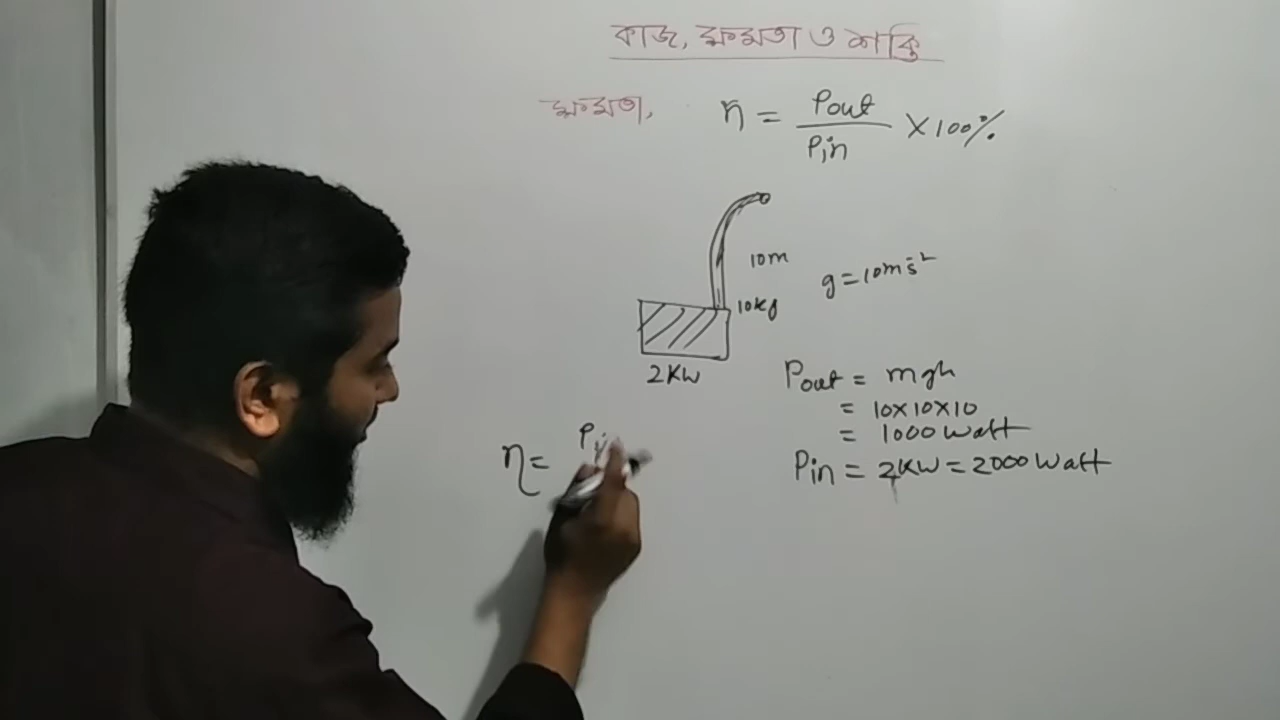 কাজ, ক্ষমতা ও শক্তি
ক্ষমতা, η = Pout / Pin × 100%
10m
g = 10ms⁻²
10kg
2KW
Pout = mgh
= 10×10×10
= 1000 Watt
Pin = 2KW = 2000 Watt
η = Pin